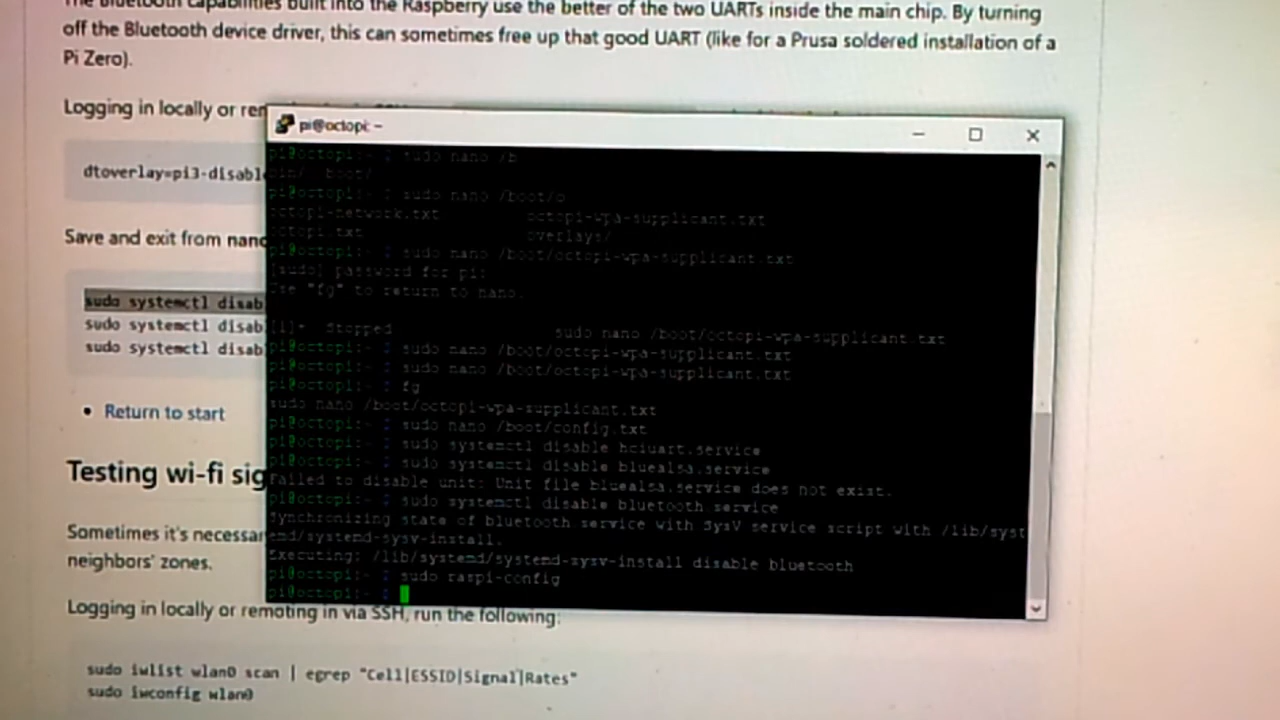 The Bluetooth capabilities built into the Raspberry use the better of the two UARTs inside the main chip. By turning
off the Bluetooth device driver, this can sometimes free up that good UART (like for a Prusa soldered installation of a
Pi Zero).
Logging in locally or rem
dtoverlay=pi3-disabl
Save and exit from nano
sudo systemctl disab
sudo systemctl disab
sudo systemctl disab
• Return to start
Testing wi-fi sig
Sometimes it's necessar
neighbors' zones.
Logging in locally or remoting in via SSH, run the following:
sudo iwlist wlan0 scan | egrep "Cell|ESSID|Signal|Rates"
sudo iwconfig wlan0
pi@octopi: ~
pi@octopi:~ $ sudo nano /b
bin/ boot/
pi@octopi:~ $ sudo nano /boot/o
octopi-network.txt octopi-wpa-supplicant.txt
octopi.txt overlays/
pi@octopi:~ $ sudo nano /boot/octopi-wpa-supplicant.txt
[sudo] password for pi:
Use "fg" to return to nano.
[1]+ Stopped sudo nano /boot/octopi-wpa-supplicant.txt
pi@octopi:~ $ sudo nano /boot/octopi-wpa-supplicant.txt
pi@octopi:~ $ sudo nano /boot/octopi-wpa-supplicant.txt
pi@octopi:~ $ fg
sudo nano /boot/octopi-wpa-supplicant.txt
pi@octopi:~ $ sudo nano /boot/config.txt
pi@octopi:~ $ sudo systemctl disable hciuart.service
pi@octopi:~ $ sudo systemctl disable bluealsa.service
Failed to disable unit: Unit file bluealsa.service does not exist.
pi@octopi:~ $ sudo systemctl disable bluetooth.service
Synchronizing state of bluetooth.service with SysV service script with /lib/syst
emd/systemd-sysv-install.
Executing: /lib/systemd/systemd-sysv-install disable bluetooth
pi@octopi:~ $ sudo raspi-config
pi@octopi:~ $